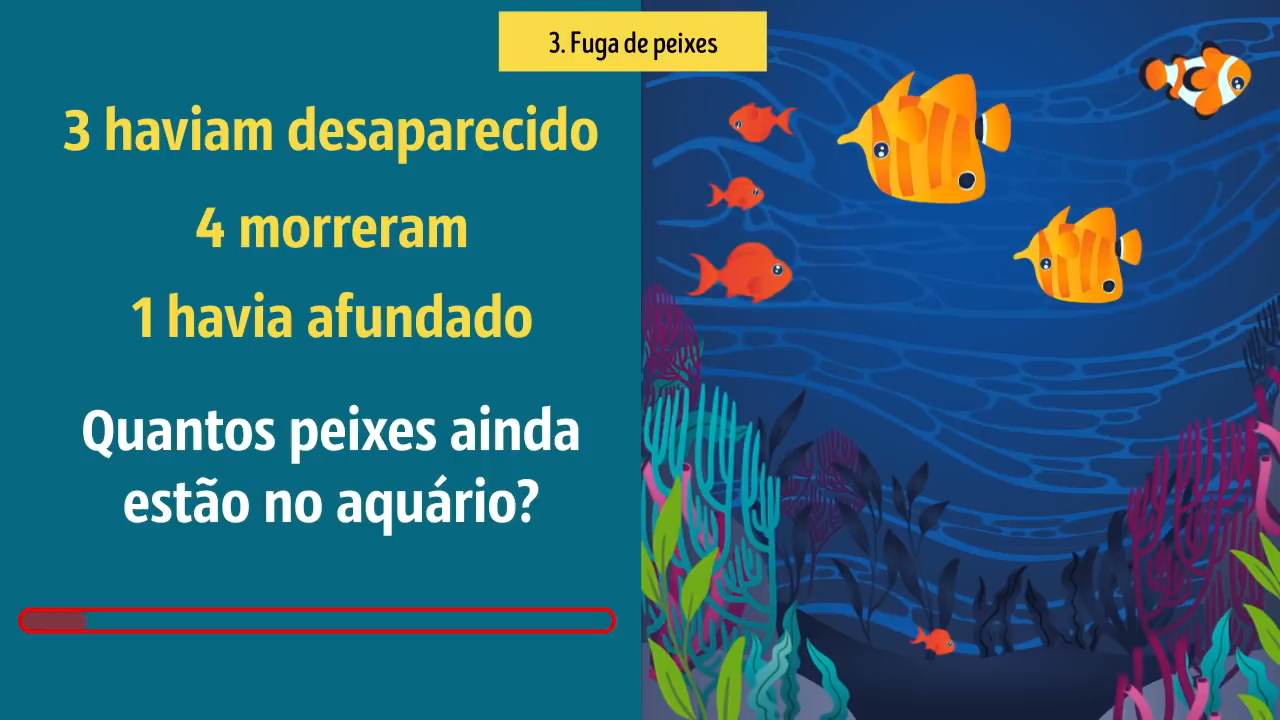 3. Fuga de peixes
3 haviam desaparecido
4 morreram
1 havia afundado
Quantos peixes ainda
estão no aquário?